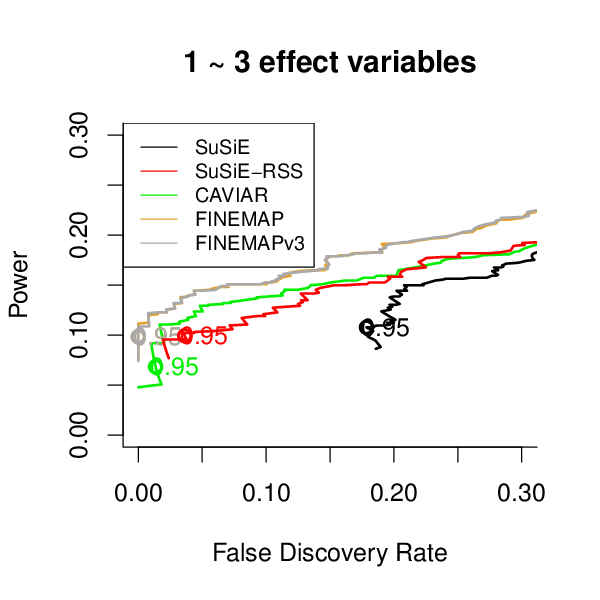 1 ~ 3 effect variables
Power
0.30
0.20
0.10
0.00
SuSiE
SuSiE−RSS
CAVIAR
FINEMAP
FINEMAPv3
0.95
0.95
0.95
0.95
0.00 0.10 0.20 0.30
False Discovery Rate